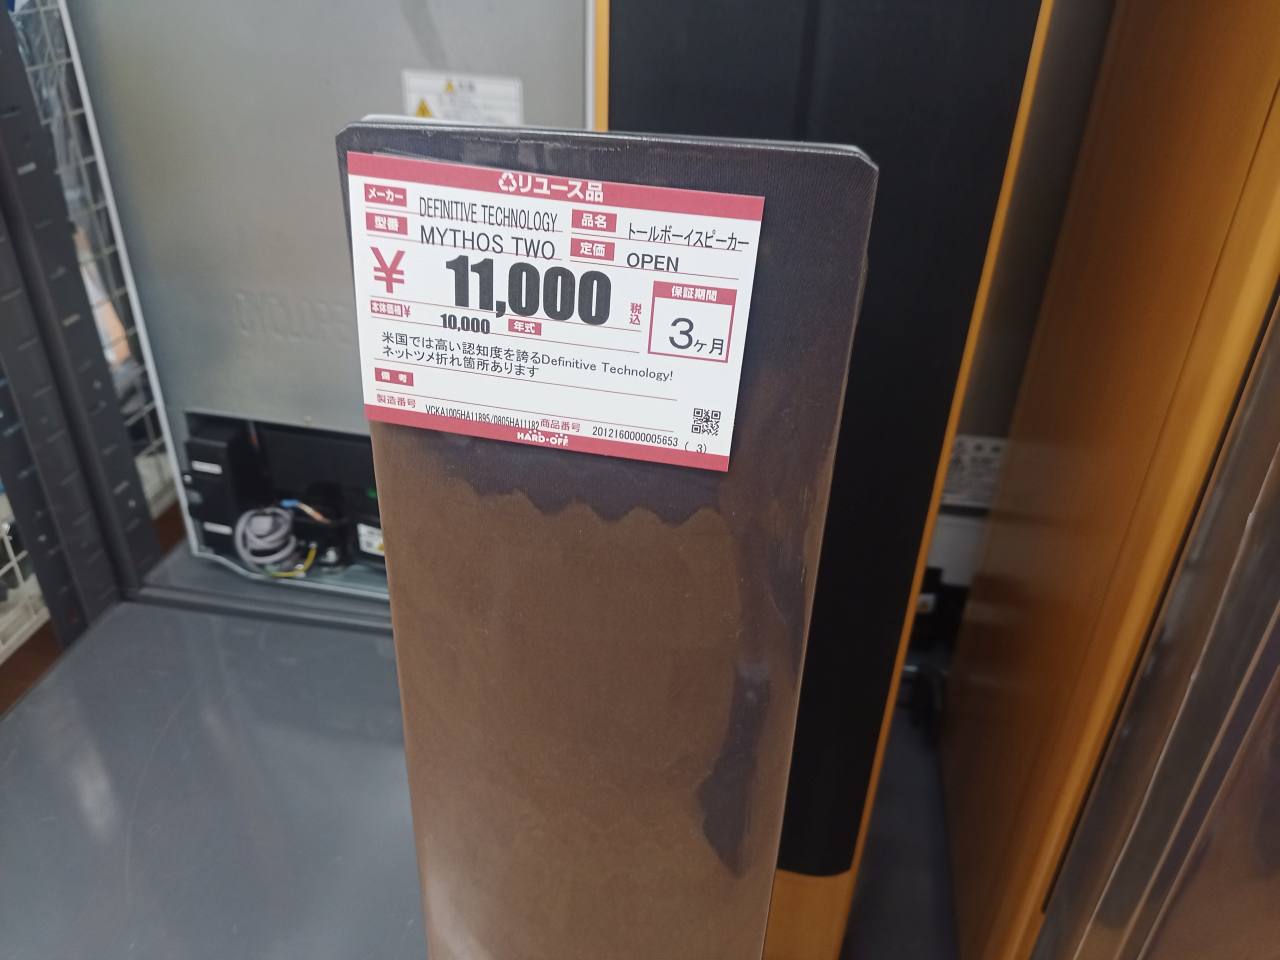 リユース品
メーカー DEFINITIVE TECHNOLOGY 品名 トールボーイスピーカー
型番 MYTHOS TWO 定価 OPEN
¥ 11,000 税込 保証期間
3ヶ月
本体価格¥ 10,000 年式
米国では高い認知度を誇るDefinitive Technology!
ネットツメ折れ箇所あります
備考
製造番号 VCKA1005HA11895/0805HA11182 商品番号 2012160000005653 ( 3)
HARD-OFF